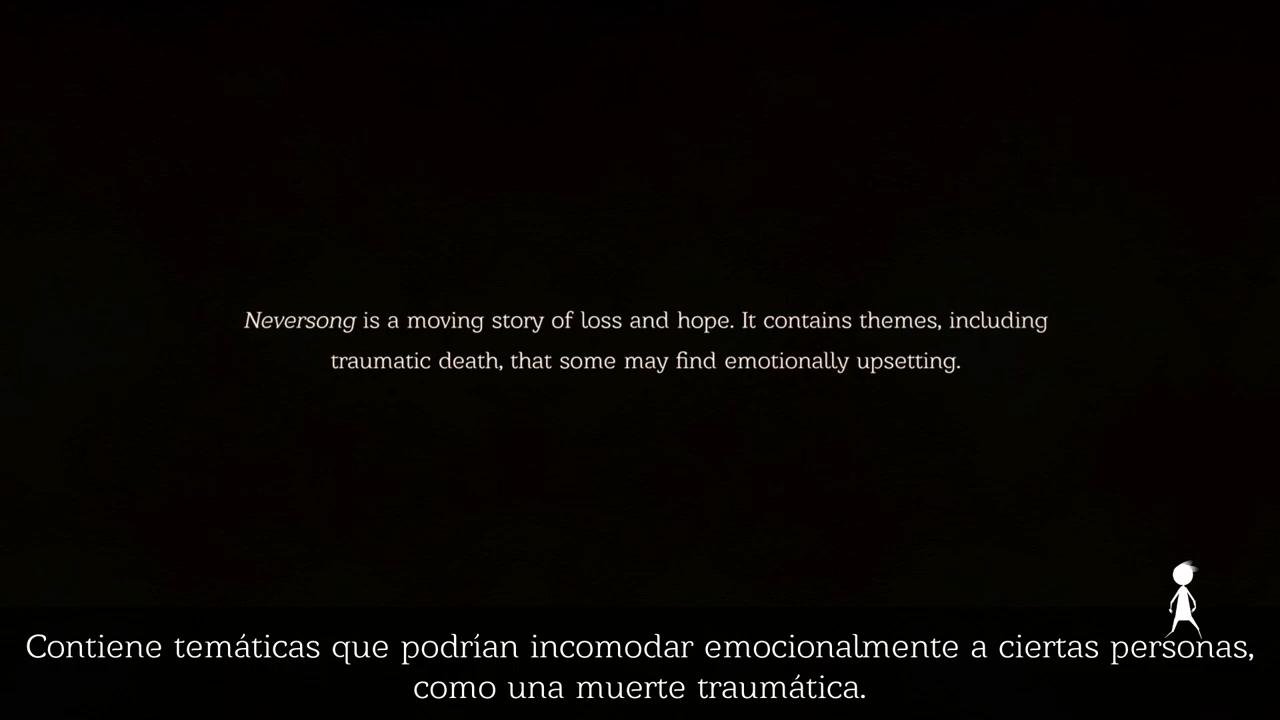 Neversong is a moving story of loss and hope. It contains themes, including
traumatic death, that some may find emotionally upsetting.
Contiene temáticas que podrían incomodar emocionalmente a ciertas personas,
como una muerte traumática.